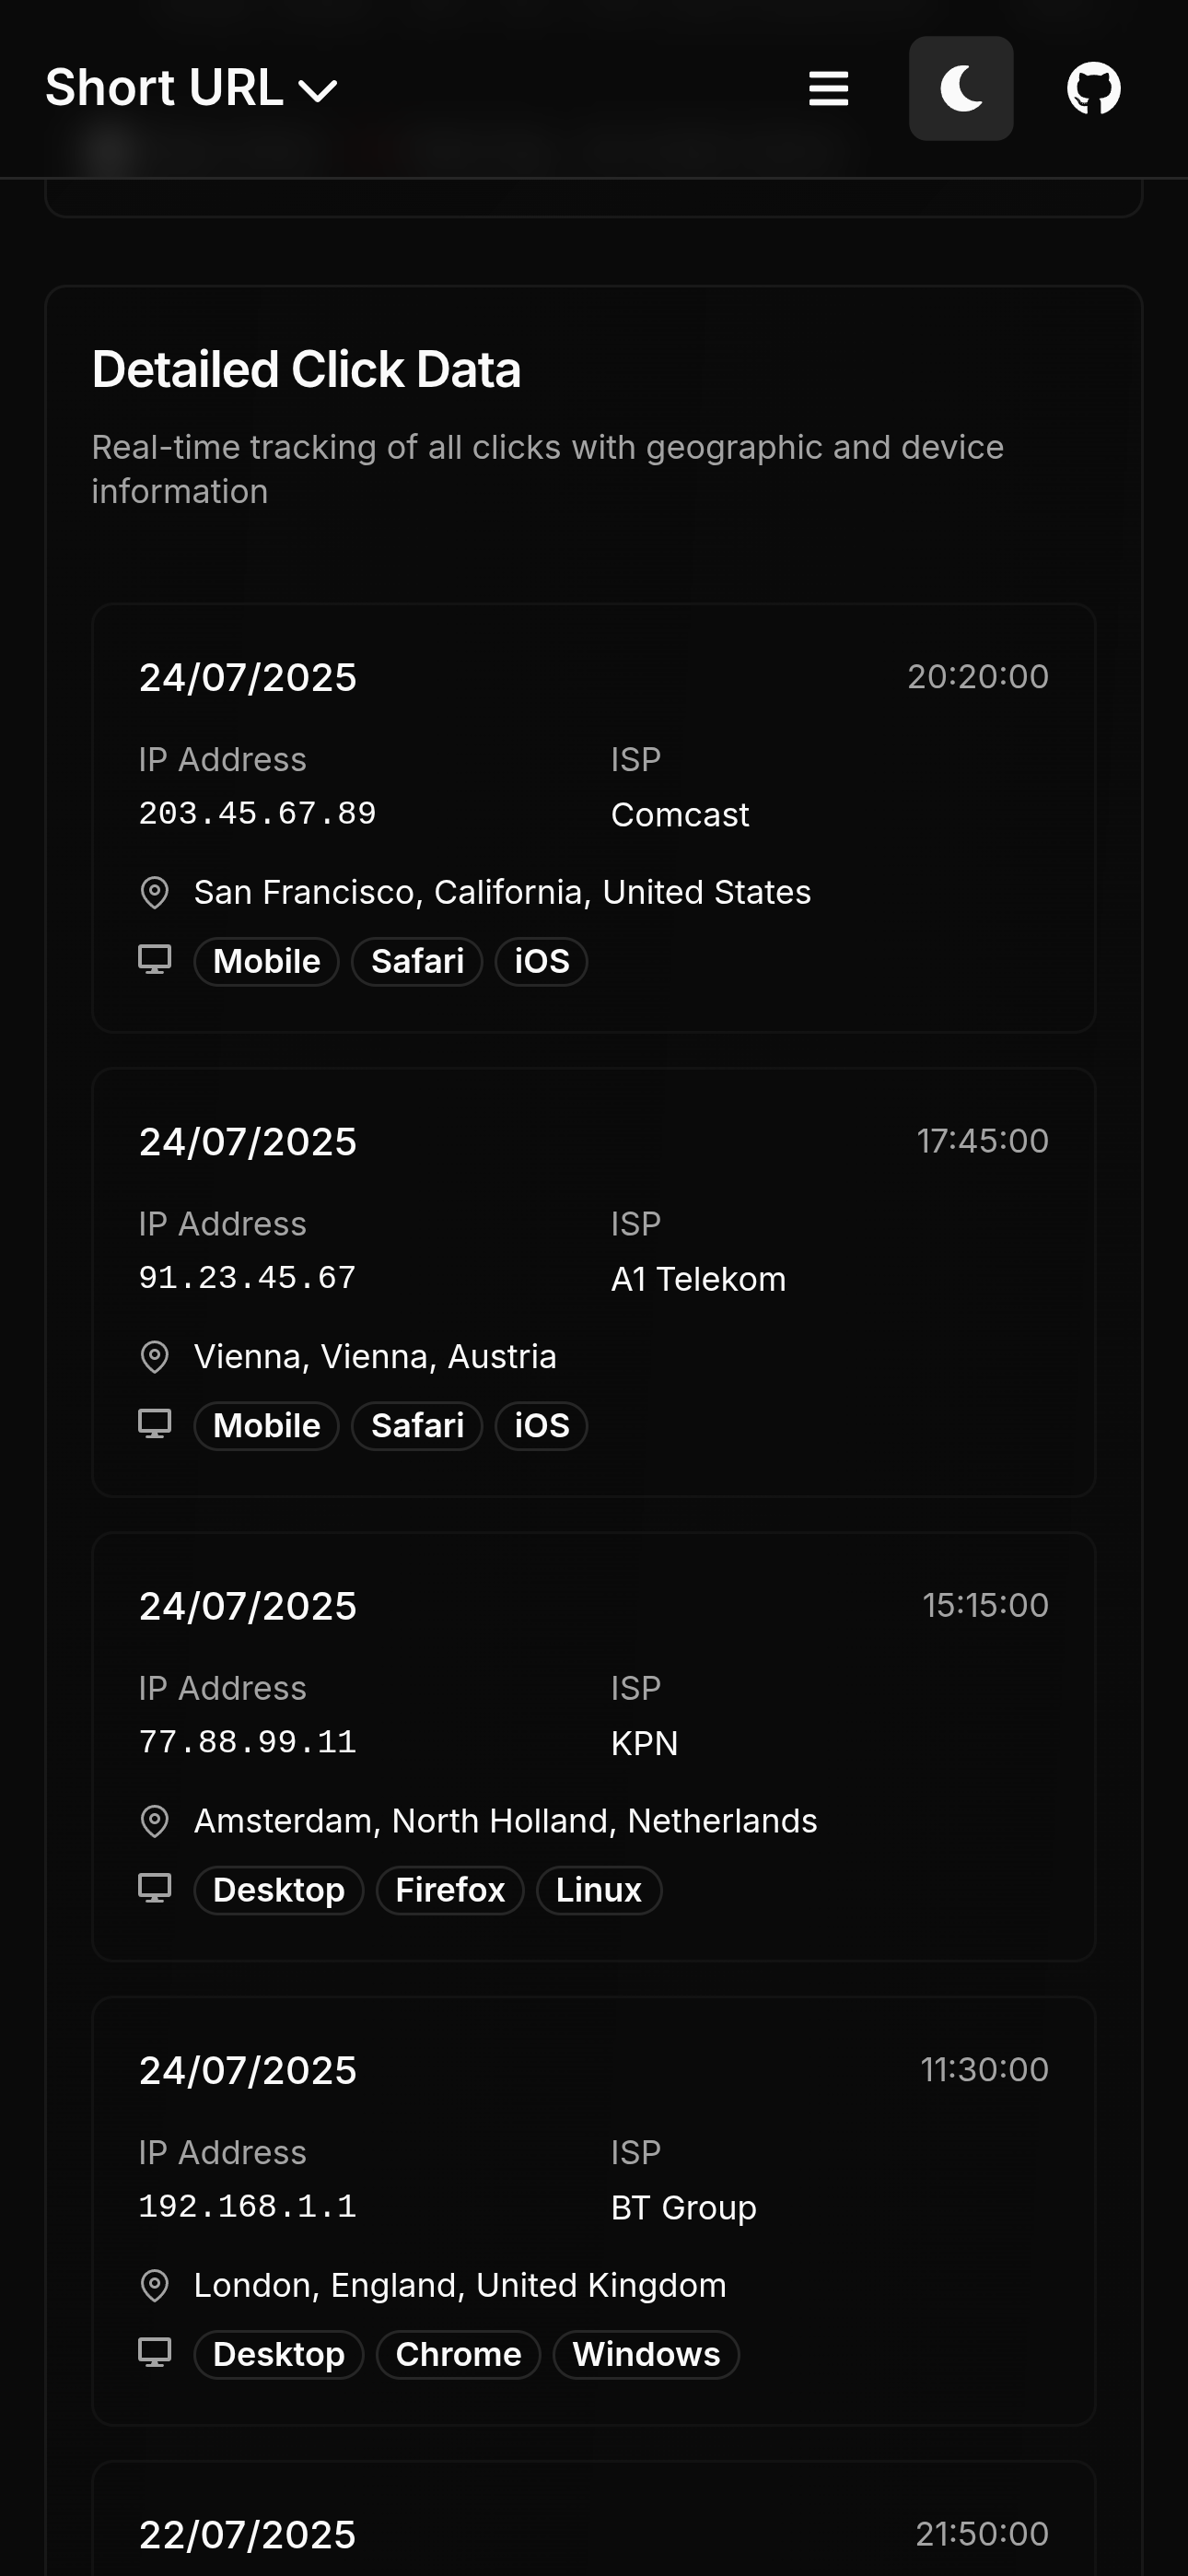 Short URL
Detailed Click Data
Real-time tracking of all clicks with geographic and device
information
24/07/2025 20:20:00
IP Address ISP
203.45.67.89 Comcast
San Francisco, California, United States
Mobile Safari iOS
24/07/2025 17:45:00
IP Address ISP
91.23.45.67 A1 Telekom
Vienna, Vienna, Austria
Mobile Safari iOS
24/07/2025 15:15:00
IP Address ISP
77.88.99.11 KPN
Amsterdam, North Holland, Netherlands
Desktop Firefox Linux
24/07/2025 11:30:00
IP Address ISP
192.168.1.1 BT Group
London, England, United Kingdom
Desktop Chrome Windows
22/07/2025 21:50:00